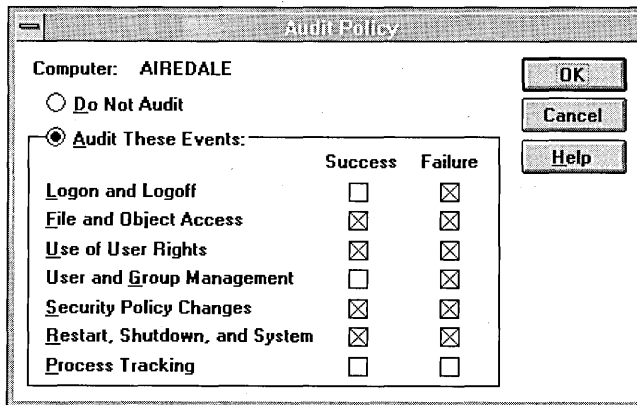 Audit Policy
Computer: AIREDALE
OK
Do Not Audit
Cancel
Audit These Events:
Help
Success Failure
Logon and Logoff
File and Object Access
Use of User Rights
User and Group Management
Security Policy Changes
Restart, Shutdown, and System
Process Tracking